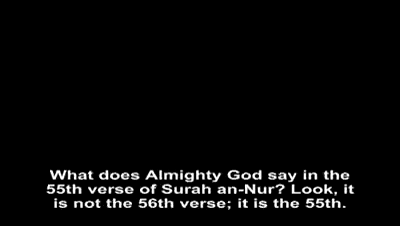 What does Almighty God say in the
55th verse of Surah an-Nur? Look, it
is not the 56th verse; it is the 55th.